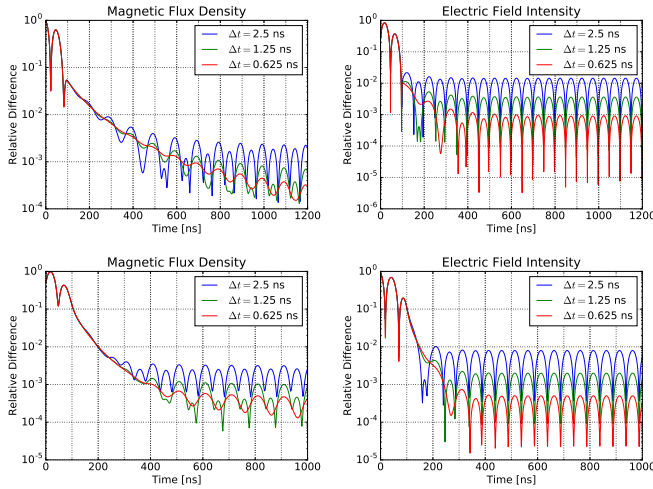 Magnetic Flux Density
Relative Difference
10^0
10^-1
10^-2
10^-3
10^-4
Δt = 2.5 ns
Δt = 1.25 ns
Δt = 0.625 ns
0 200 400 600 800 1000 1200
Time [ns]
Electric Field Intensity
Relative Difference
10^0
10^-1
10^-2
10^-3
10^-4
10^-5
10^-6
Δt = 2.5 ns
Δt = 1.25 ns
Δt = 0.625 ns
0 200 400 600 800 1000 1200
Time [ns]
Magnetic Flux Density
Relative Difference
10^0
10^-1
10^-2
10^-3
10^-4
10^-5
Δt = 2.5 ns
Δt = 1.25 ns
Δt = 0.625 ns
0 200 400 600 800 1000
Time [ns]
Electric Field Intensity
Relative Difference
10^0
10^-1
10^-2
10^-3
10^-4
10^-5
Δt = 2.5 ns
Δt = 1.25 ns
Δt = 0.625 ns
0 200 400 600 800 1000
Time [ns]